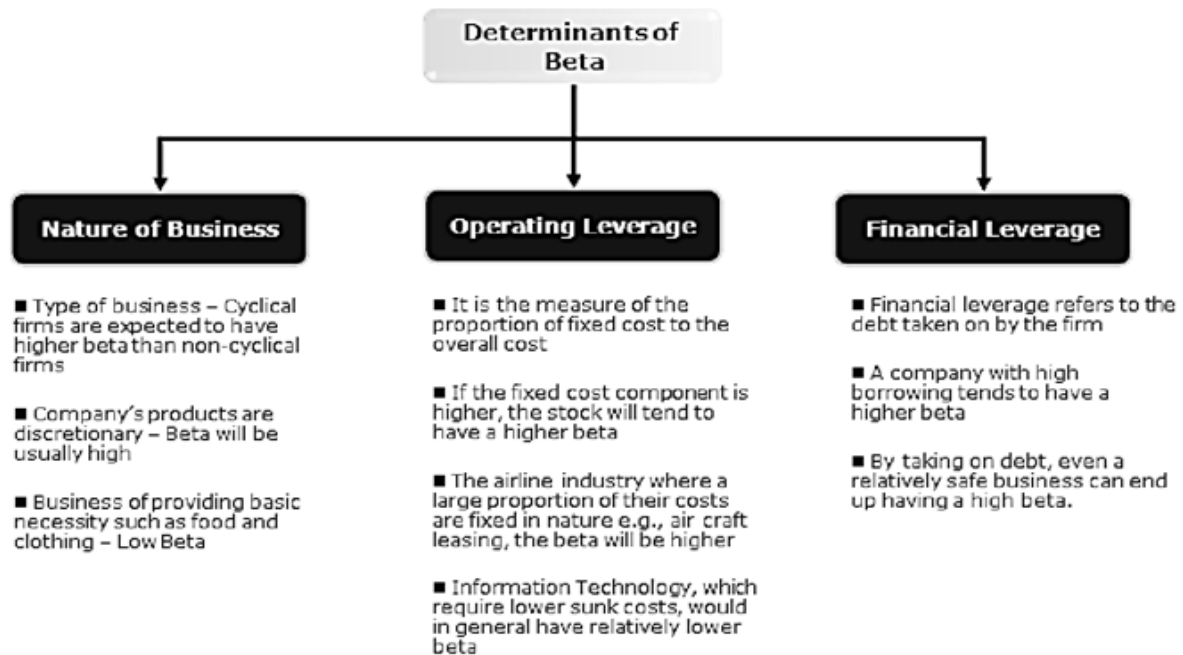 Determinants of
Beta
Nature of Business
■ Type of business – Cyclical
firms are expected to have
higher beta than non-cyclical
firms
■ Company's products are
discretionary – Beta will be
usually high
■ Business of providing basic
necessity such as food and
clothing – Low Beta
Operating Leverage
■ It is the measure of the
proportion of fixed cost to the
overall cost
■ If the fixed cost component is
higher, the stock will tend to
have a higher beta
■ The airline industry where a
large proportion of their costs
are fixed in nature e.g., air craft
leasing, the beta will be higher
■ Information Technology, which
require lower sunk costs, would
in general have relatively lower
beta
Financial Leverage
■ Financial leverage refers to the
debt taken on by the firm
■ A company with high
borrowing tends to have a
higher beta
■ By taking on debt, even a
relatively safe business can end
up having a high beta.